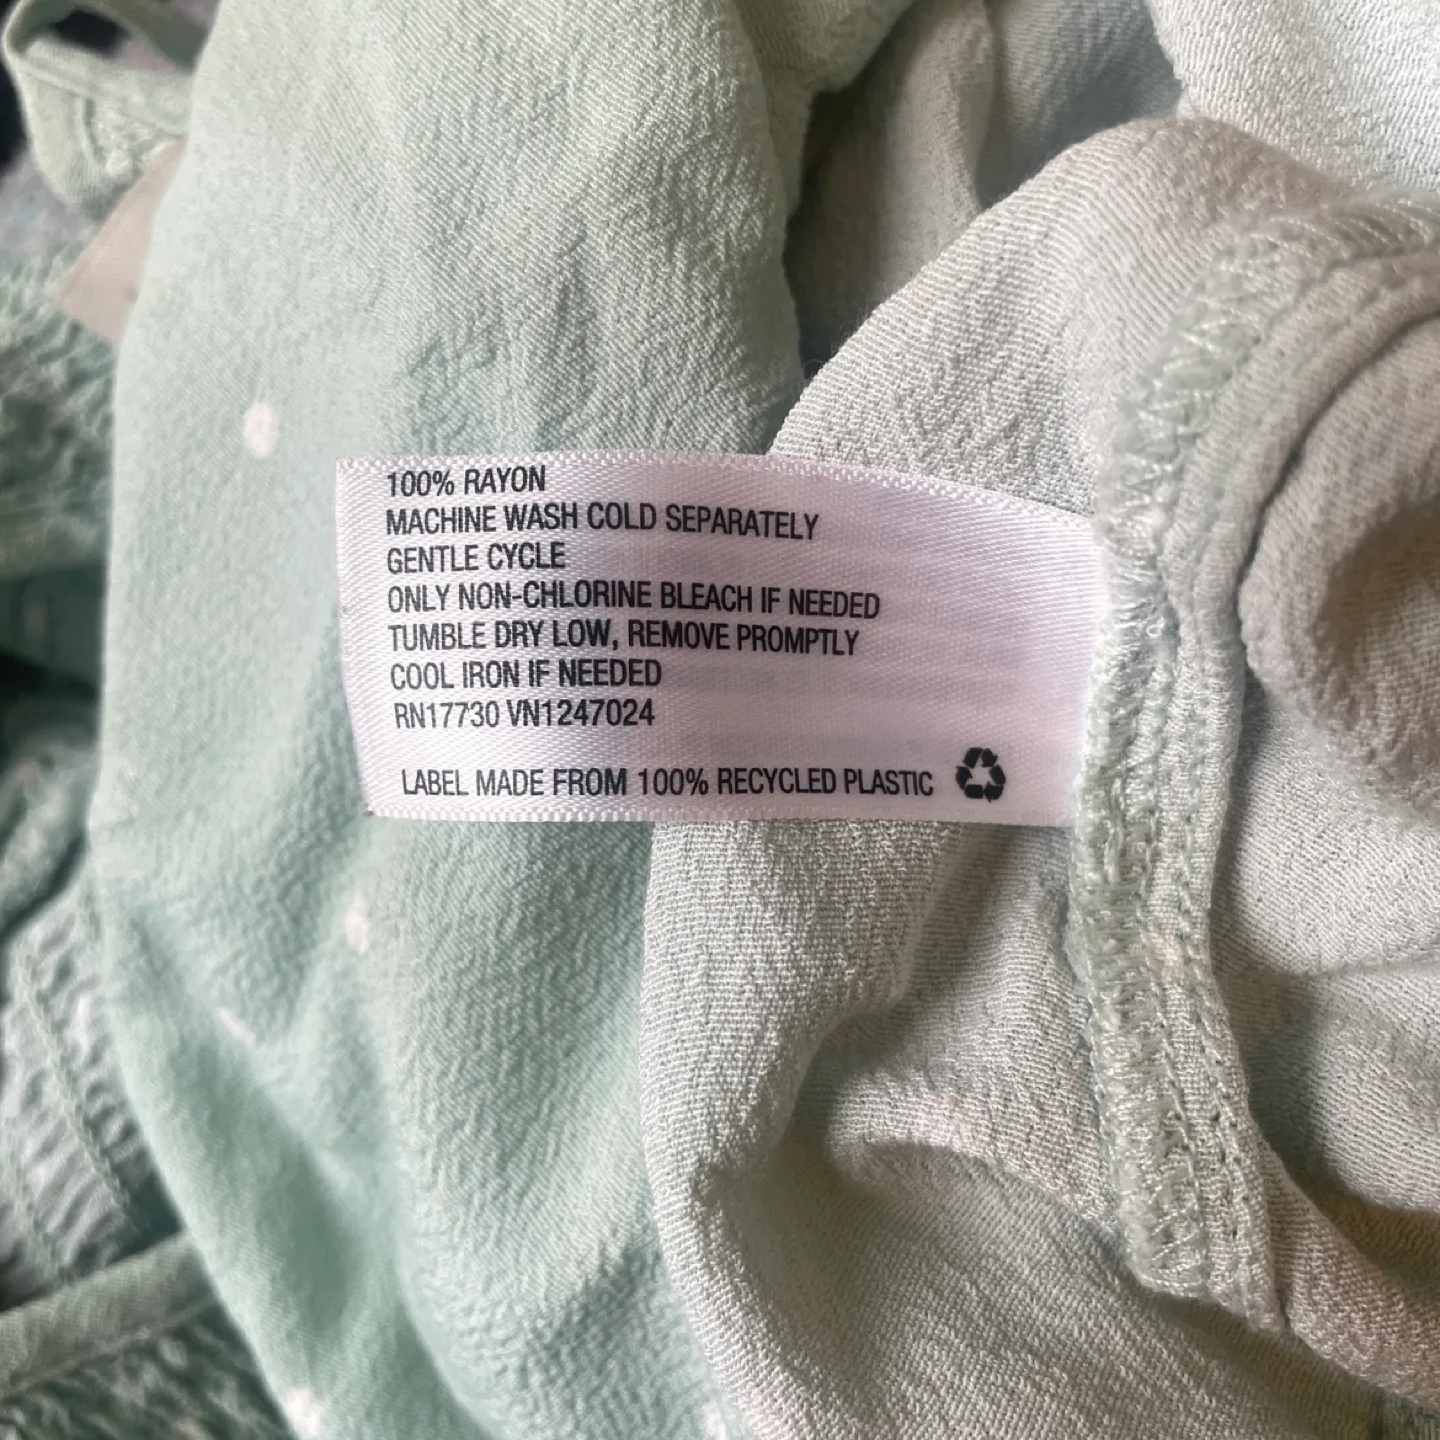 100% RAYON
MACHINE WASH COLD SEPARATELY
GENTLE CYCLE
ONLY NON-CHLORINE BLEACH IF NEEDED
TUMBLE DRY LOW, REMOVE PROMPTLY
COOL IRON IF NEEDED
RN17730 VN1247024
LABEL MADE FROM 100% RECYCLED PLASTIC